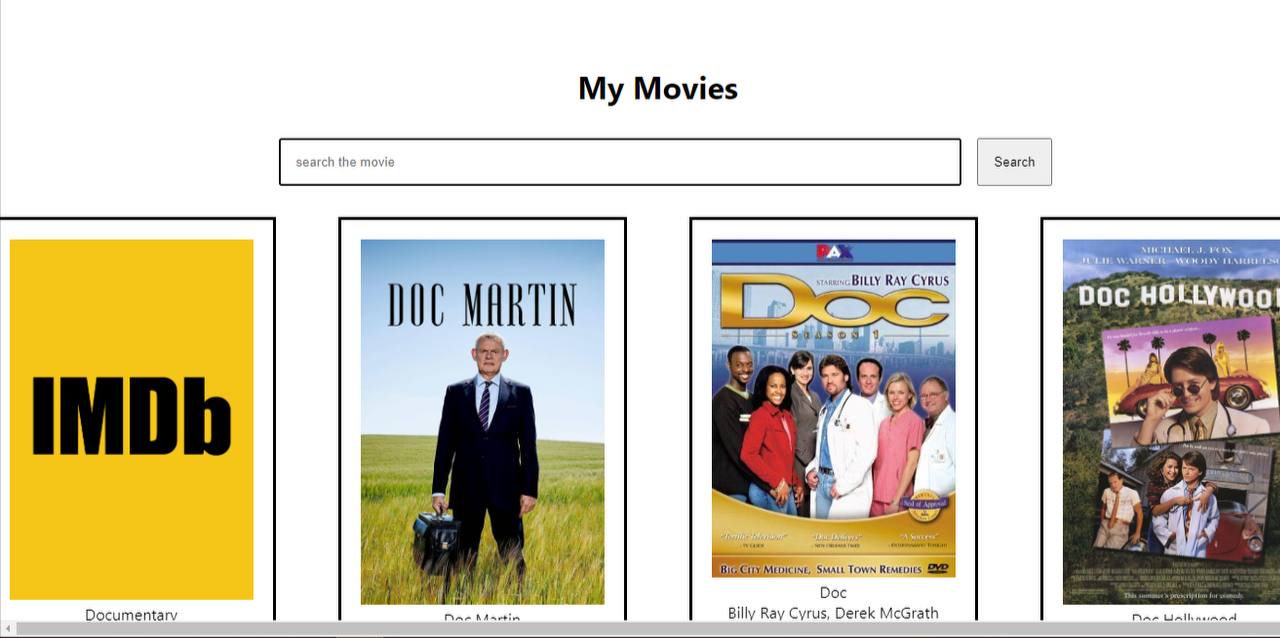 My Movies
search the movie
Search
IMDb
DOC MARTIN
PAX
STARRING BILLY RAY CYRUS
Doc
SEASON 1
Seal of Approval
"Terrific Television"
- TV GUIDE
"Doc Delivers"
- NEW YORK TIMES
"A Success"
- ENTERTAINMENT TONIGHT
BIG CITY MEDICINE, SMALL TOWN REMEDIES
DVD
MICHAEL J. FOX
JULIE WARNER WOODY HARRELSO
DOC HOLLYWOO
This summer's prescription for comedy.
Documentary
Doc Martin
Doc
Billy Ray Cyrus, Derek McGrath
Doc Hollywood